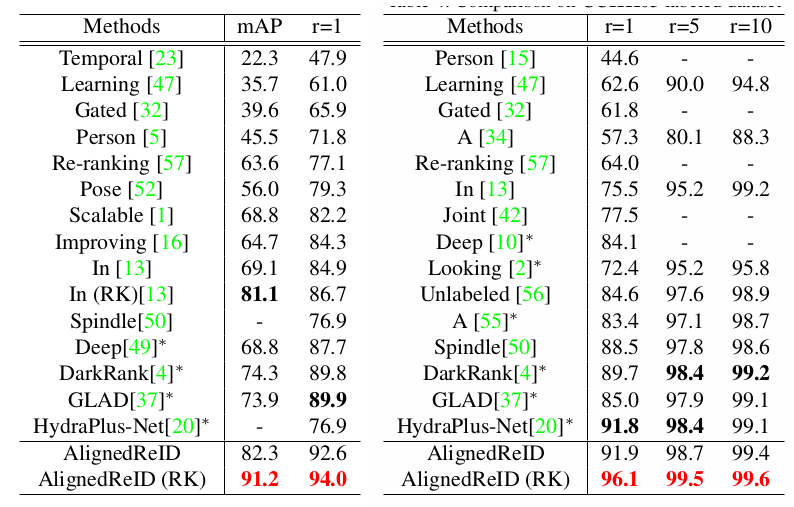 Methods mAP r=1
Temporal [23] 22.3 47.9
Learning [47] 35.7 61.0
Gated [32] 39.6 65.9
Person [5] 45.5 71.8
Re-ranking [57] 63.6 77.1
Pose [52] 56.0 79.3
Scalable [1] 68.8 82.2
Improving [16] 64.7 84.3
In [13] 69.1 84.9
In (RK)[13] 81.1 86.7
Spindle[50] - 76.9
Deep[49]* 68.8 87.7
DarkRank[4]* 74.3 89.8
GLAD[37]* 73.9 89.9
HydraPlus-Net[20]* - 76.9
AlignedReID 82.3 92.6
AlignedReID (RK) 91.2 94.0
Methods r=1 r=5 r=10
Person [15] 44.6 - -
Learning [47] 62.6 90.0 94.8
Gated [32] 61.8 - -
A [34] 57.3 80.1 88.3
Re-ranking [57] 64.0 - -
In [13] 75.5 95.2 99.2
Joint [42] 77.5 - -
Deep [10]* 84.1 - -
Looking [2]* 72.4 95.2 95.8
Unlabeled [56] 84.6 97.6 98.9
A [55]* 83.4 97.1 98.7
Spindle[50] 88.5 97.8 98.6
DarkRank[4]* 89.7 98.4 99.2
GLAD[37]* 85.0 97.9 99.1
HydraPlus-Net[20]* 91.8 98.4 99.1
AlignedReID 91.9 98.7 99.4
AlignedReID (RK) 96.1 99.5 99.6